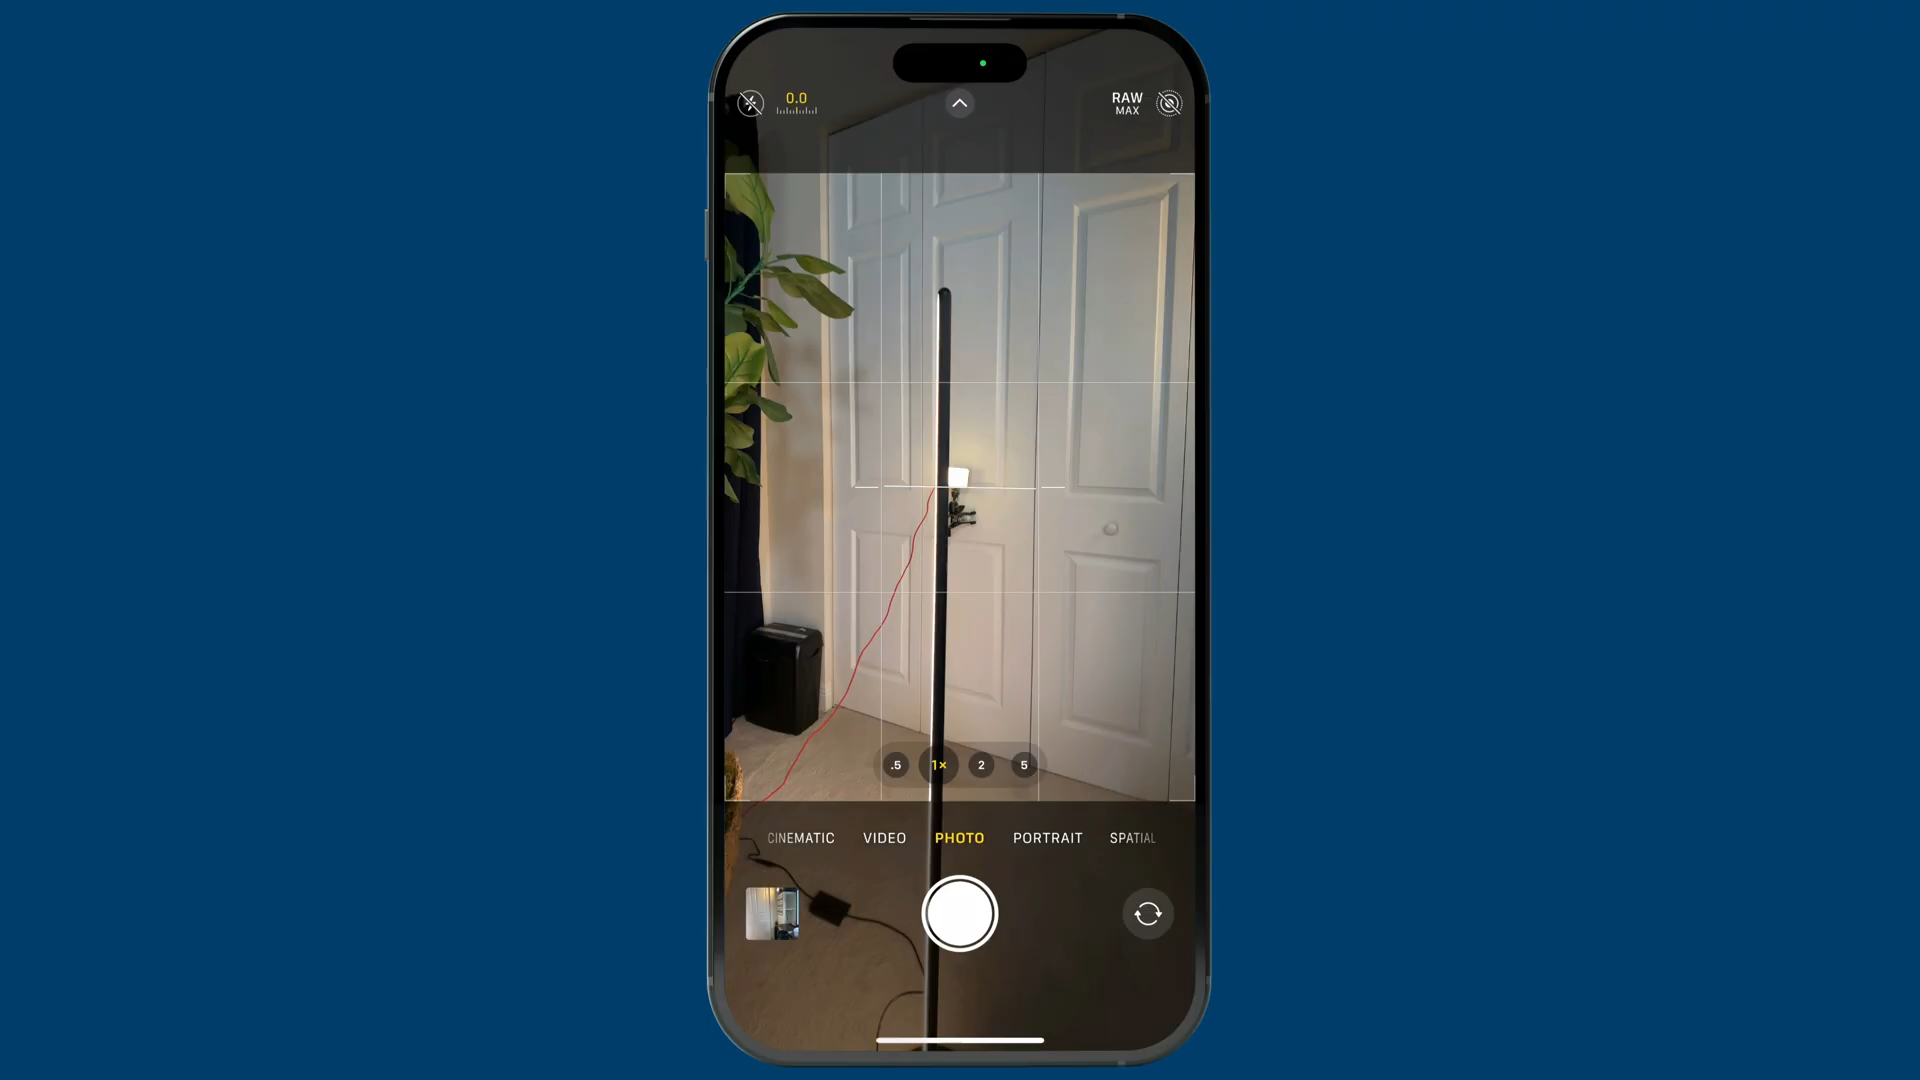 0.0
RAW
MAX
.5 1× 2 5
CINEMATIC VIDEO PHOTO PORTRAIT SPATIAL